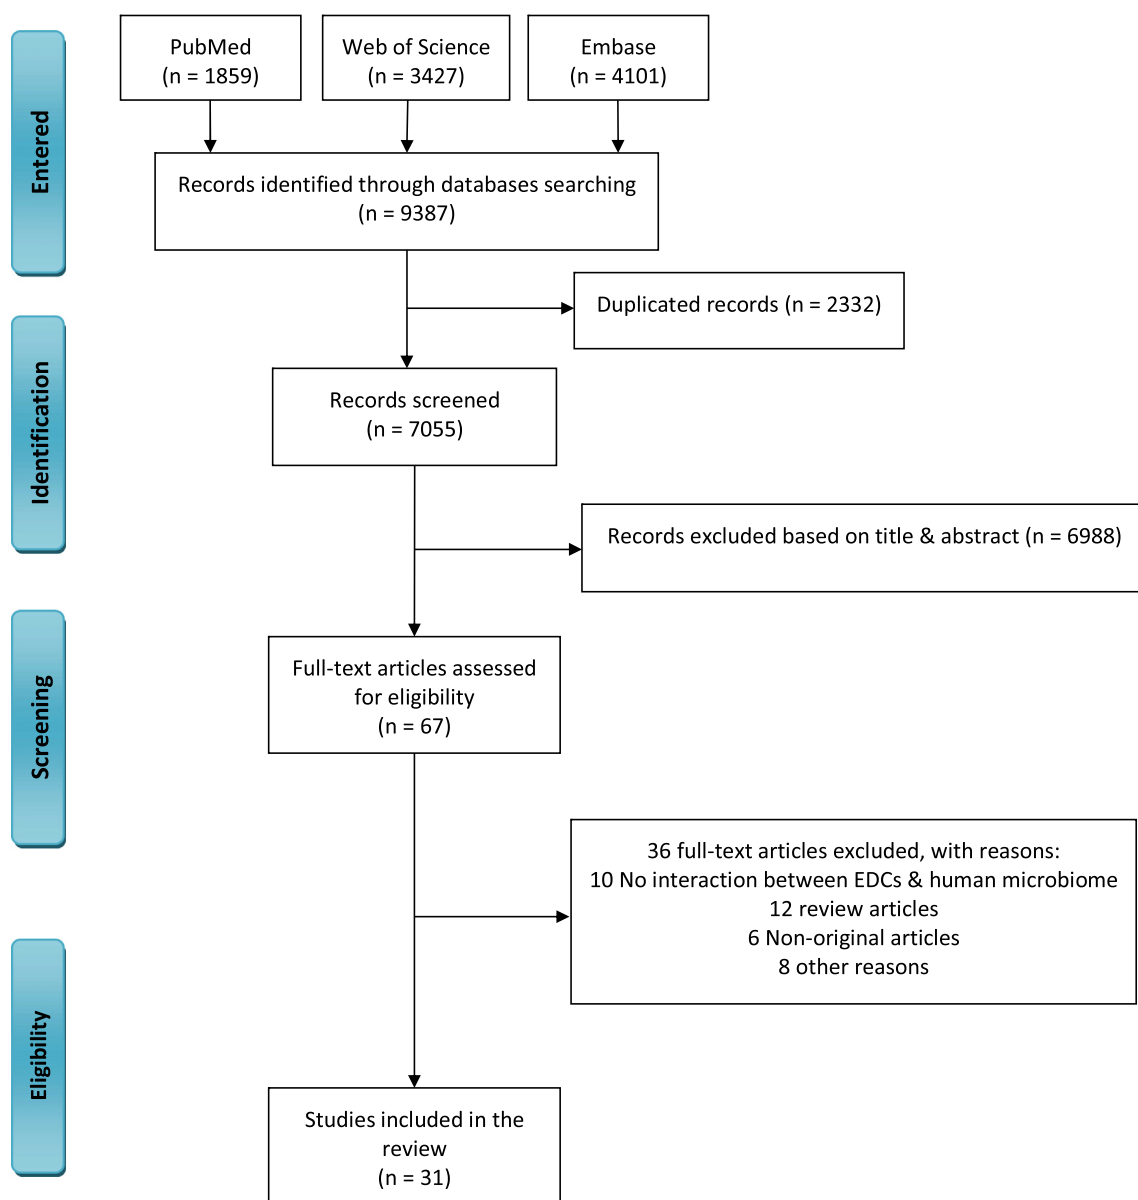 Entered
PubMed
(n = 1859)
Web of Science
(n = 3427)
Embase
(n = 4101)
Records identified through databases searching
(n = 9387)
Duplicated records (n = 2332)
Identification
Records screened
(n = 7055)
Records excluded based on title & abstract (n = 6988)
Screening
Full-text articles assessed
for eligibility
(n = 67)
36 full-text articles excluded, with reasons:
10 No interaction between EDCs & human microbiome
12 review articles
6 Non-original articles
8 other reasons
Eligibility
Studies included in the
review
(n = 31)